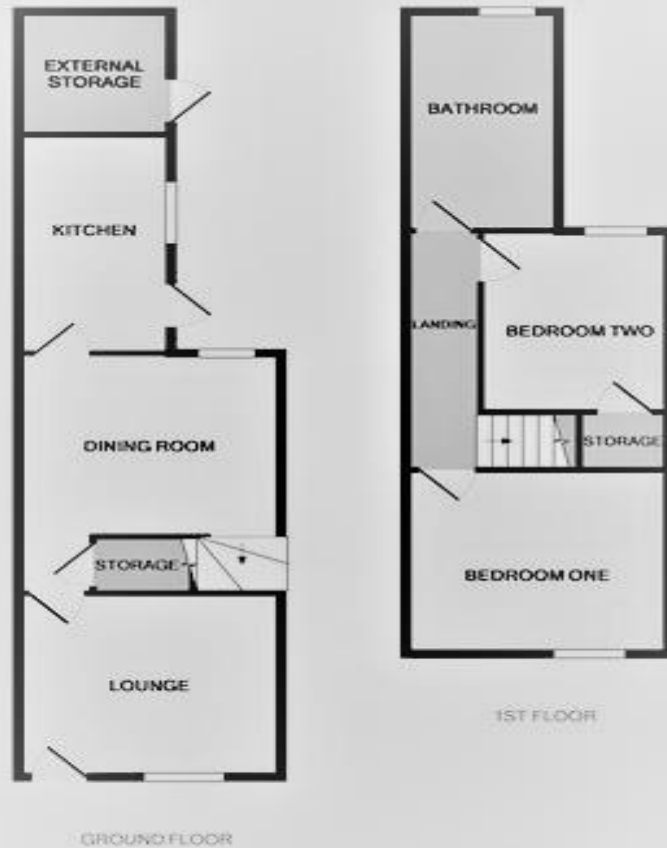 EXTERNAL
STORAGE
KITCHEN
DINING ROOM
STORAGE
LOUNGE
GROUND FLOOR
BATHROOM
LANDING
BEDROOM TWO
STORAGE
BEDROOM ONE
1ST FLOOR